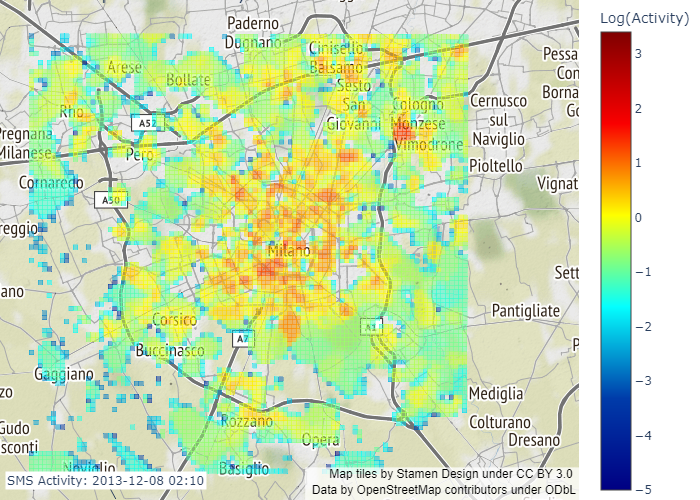 Log(Activity)
3
2
1
0
−1
−2
−3
−4
−5
Paderno
Dugnano
Cinisello
Balsamo
Arese
Bollate
Sesto
San
Giovanni
Cologno
Monzese
Vimodrone
Cernusco
sul
Naviglio
Pessa
Con
Borna
Go
Rho
A52
Pregnana
Milanese
Pero
Pioltello
Cornaredo
Vignat
A50
reggio
Milano
Sett
ano
Pantigliate
Corsico
A7
A1
P
Buccinasco
Gaggiano
zo
Mediglia
Rozzano
Colturano
Gudo
sconti
Opera
Dresano
Noviglio
Basiglio
SMS Activity: 2013-12-08 02:10
Map tiles by Stamen Design under CC BY 3.0
Data by OpenStreetMap contributors under ODbL